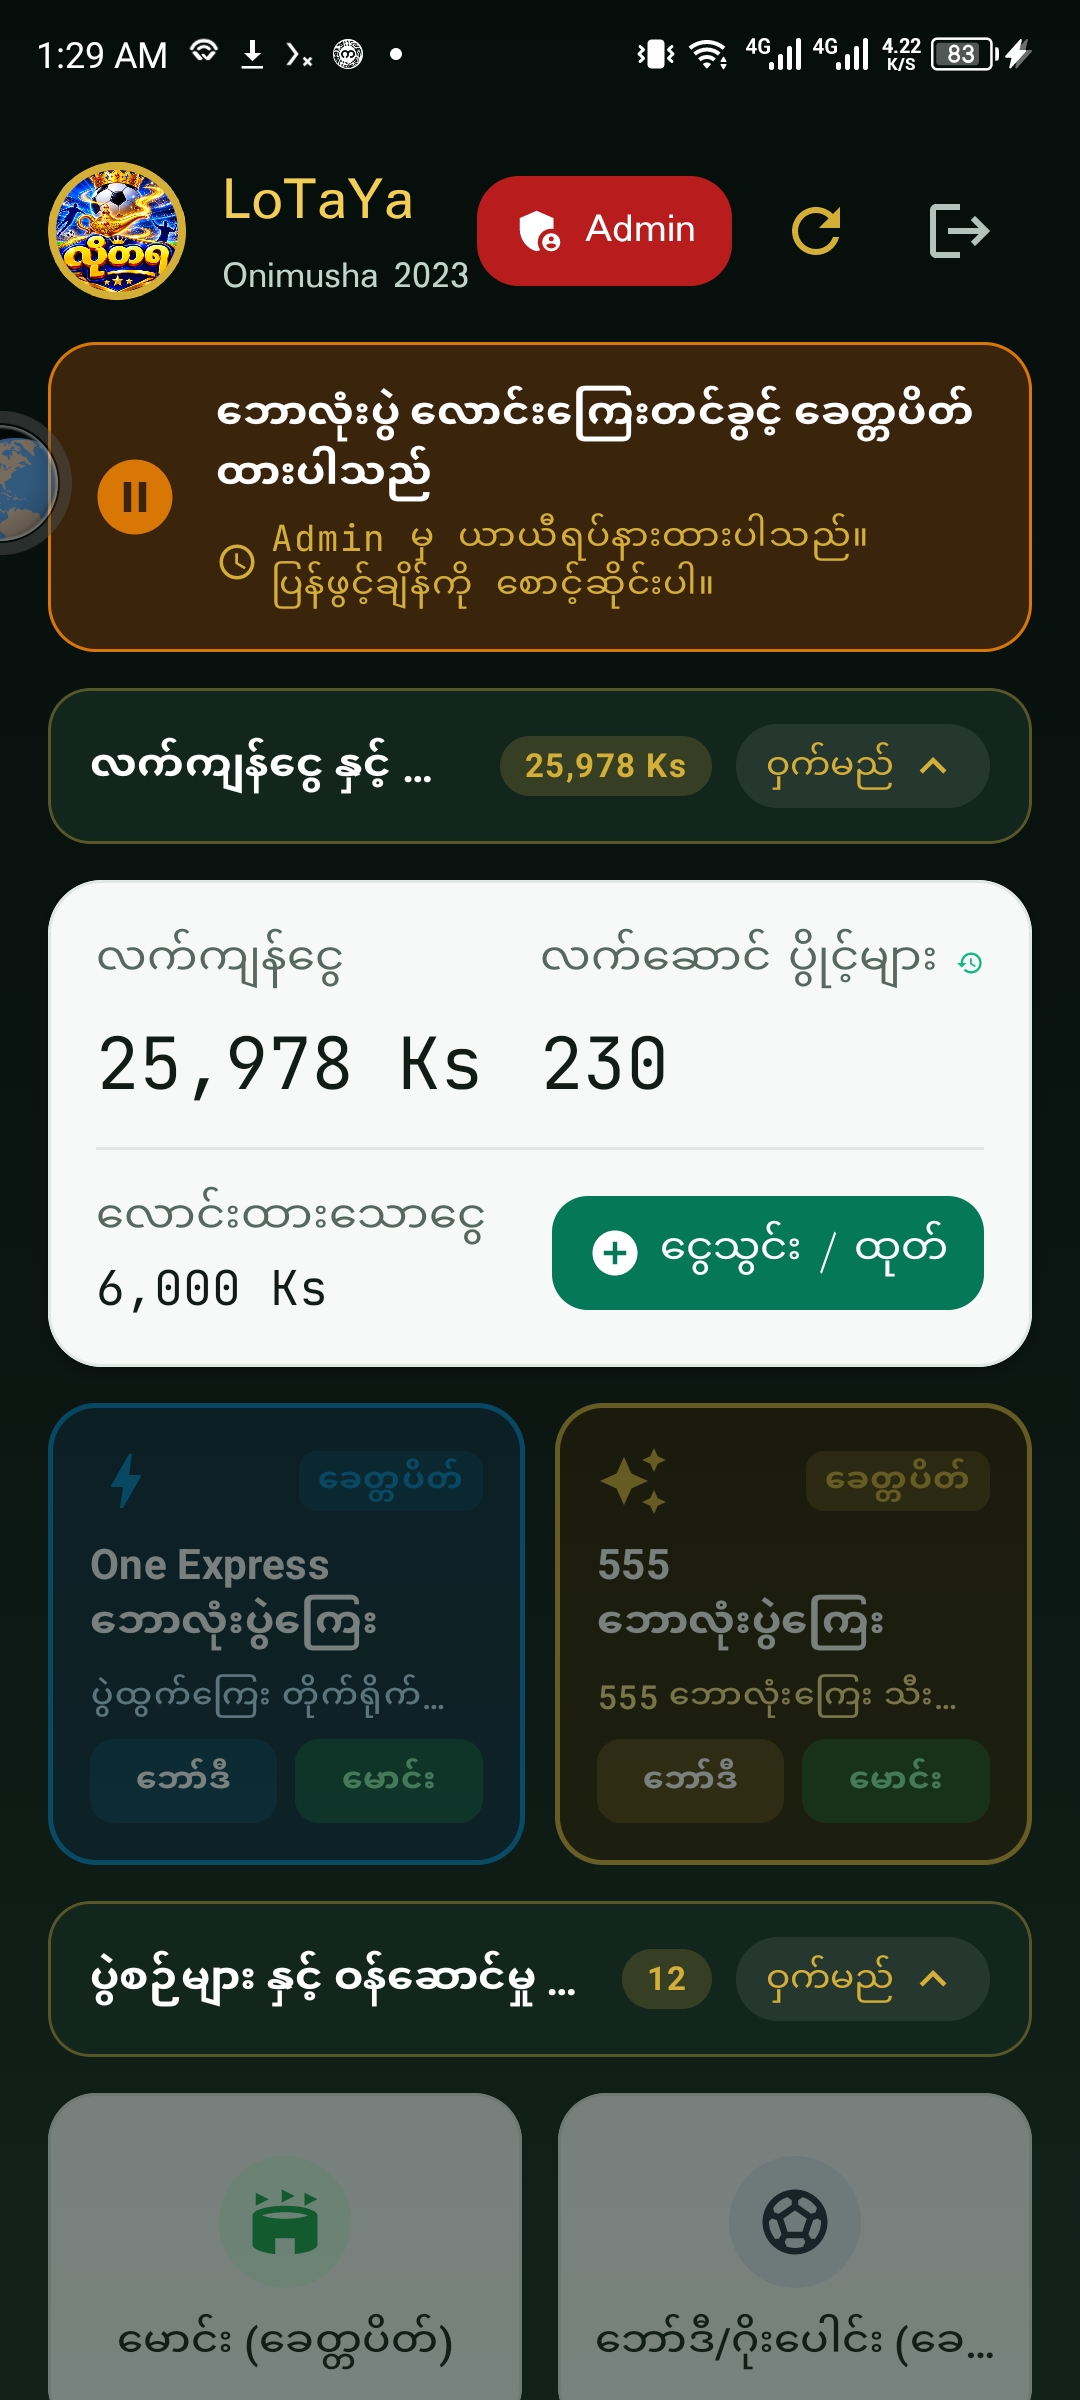 1:29 AM
4G 4G 4.22 K/S 83
လိုတရ
LoTaYa
Onimusha 2023
Admin
ဘောလုံးပွဲ လောင်းကြေးတင်ခွင့် ခေတ္တပိတ်
ထားပါသည်
Admin မှ ယာယီရပ်နားထားပါသည်။
ပြန်ဖွင့်ချိန်ကို စောင့်ဆိုင်းပါ။
လက်ကျန်ငွေ နှင့် ...
25,978 Ks
ဝှက်မည်
လက်ကျန်ငွေ
လက်ဆောင် ပွိုင့်များ
25,978 Ks
230
လောင်းထားသောငွေ
6,000 Ks
ငွေသွင်း / ထုတ်
ခေတ္တပိတ်
One Express
ဘောလုံးပွဲကြေး
ပွဲထွက်ကြေး တိုက်ရိုက်...
ဘော်ဒီ
မောင်း
ခေတ္တပိတ်
555
ဘောလုံးပွဲကြေး
555 ဘောလုံးကြေး သီး...
ဘော်ဒီ
မောင်း
ပွဲစဉ်များ နှင့် ဝန်ဆောင်မှု ...
12
ဝှက်မည်
မောင်း (ခေတ္တပိတ်)
ဘော်ဒီ/ဂိုးပေါင်း (ခေ...